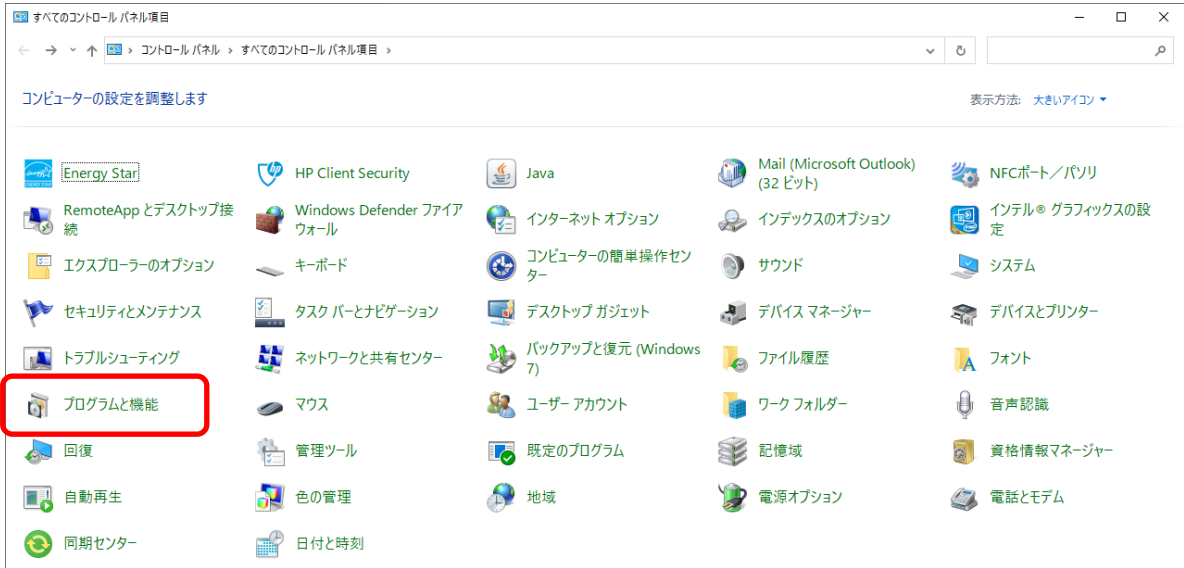 すべてのコントロール パネル項目
コントロール パネル › すべてのコントロール パネル項目 ›
コンピューターの設定を調整します
表示方法: 大きいアイコン
Energy Star
HP Client Security
Java
Mail (Microsoft Outlook)
(32 ビット)
NFCポート／パソリ
RemoteApp とデスクトップ接
続
Windows Defender ファイア
ウォール
インターネット オプション
インデックスのオプション
インテル® グラフィックスの設
定
エクスプローラーのオプション
キーボード
コンピューターの簡単操作セン
ター
サウンド
システム
セキュリティとメンテナンス
タスク バーとナビゲーション
デスクトップ ガジェット
デバイス マネージャー
デバイスとプリンター
トラブルシューティング
ネットワークと共有センター
バックアップと復元 (Windows
7)
ファイル履歴
フォント
プログラムと機能
マウス
ユーザー アカウント
ワーク フォルダー
音声認識
回復
管理ツール
既定のプログラム
記憶域
資格情報マネージャー
自動再生
色の管理
地域
電源オプション
電話とモデム
同期センター
日付と時刻